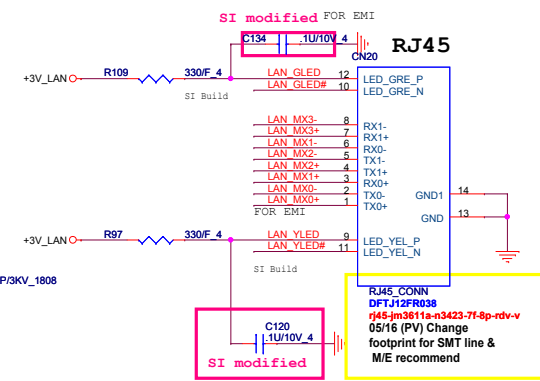 SI modified FOR EMI
C134 .1U/10V_4
CN20 RJ45
+3V_LAN R109 330/F_4 LAN_GLED 12 LED_GRE_P
LAN_GLED# 10 LED_GRE_N
SI Build
LAN_MX3- 8 RX1-
LAN_MX3+ 7 RX1+
LAN_MX1- 6 RX0-
LAN_MX2- 5 TX1-
LAN_MX2+ 4 TX1+
LAN_MX1+ 3 RX0+
LAN_MX0- 2 TX0- GND1 14
LAN_MX0+ 1 TX0+
FOR EMI GND 13
+3V_LAN R97 330/F_4 LAN_YLED 9 LED_YEL_P
LAN_YLED# 11 LED_YEL_N
SI Build
P/3KV_1808
RJ45_CONN
DFTJ12FR038
rj45-jm3611a-n3423-7f-8p-rdv-v
05/16 (PV) Change
footprint for SMT line &
M/E recommend
C120
.1U/10V_4
SI modified